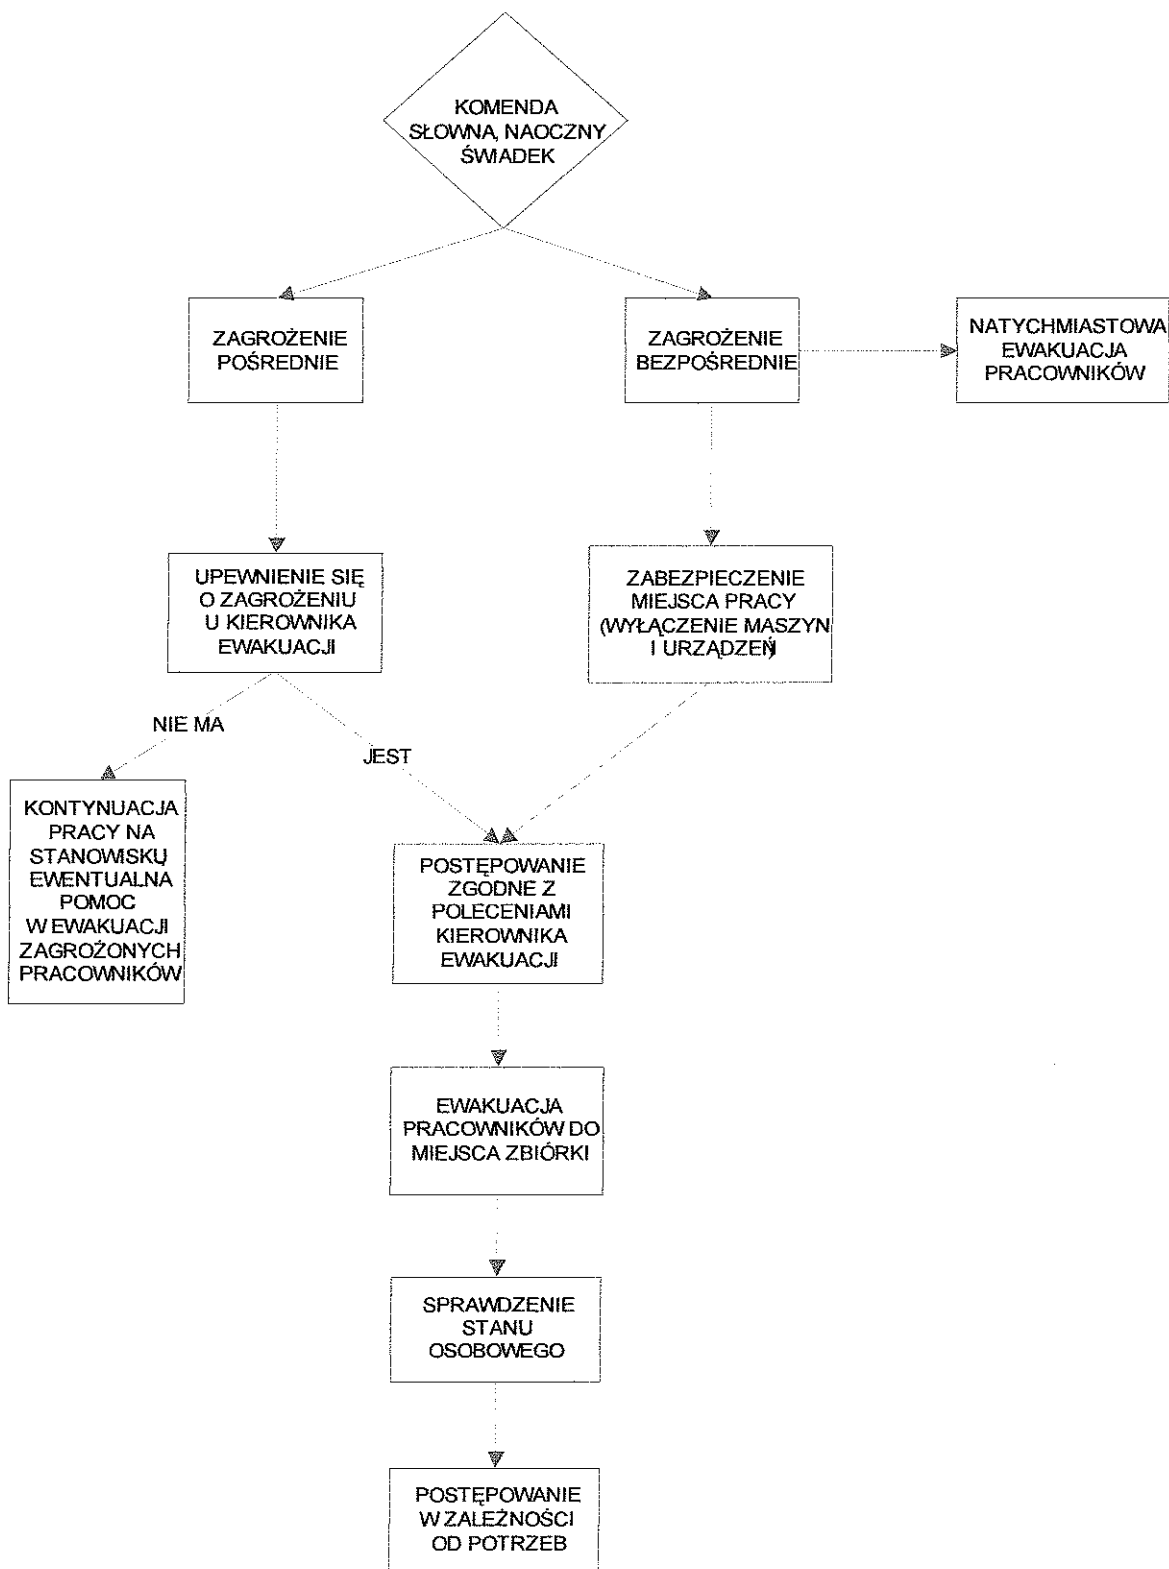 KOMENDA
SŁOWNA, NAOCZNY
ŚWIADEK
ZAGROŻENIE
POŚREDNIE
ZAGROŻENIE
BEZPOŚREDNIE
NATYCHMIASTOWA
EWAKUACJA
PRACOWNIKÓW
UPEWNIENIE SIĘ
O ZAGROŻENIU
U KIEROWNIKA
EWAKUACJI
ZABEZPIECZENIE
MIEJSCA PRACY
(WYŁĄCZENIE MASZYN
I URZĄDZEŃ)
NIE MA
JEST
KONTYNUACJA
PRACY NA
STANOWISKU
EWENTUALNA
POMOC
W EWAKUACJI
ZAGROŻONYCH
PRACOWNIKÓW
POSTĘPOWANIE
ZGODNE Z
POLECENIAMI
KIEROWNIKA
EWAKUACJI
EWAKUACJA
PRACOWNIKÓW DO
MIEJSCA ZBIÓRKI
SPRAWDZENIE
STANU
OSOBOWEGO
POSTĘPOWANIE
W ZALEŻNOŚCI
OD POTRZEB